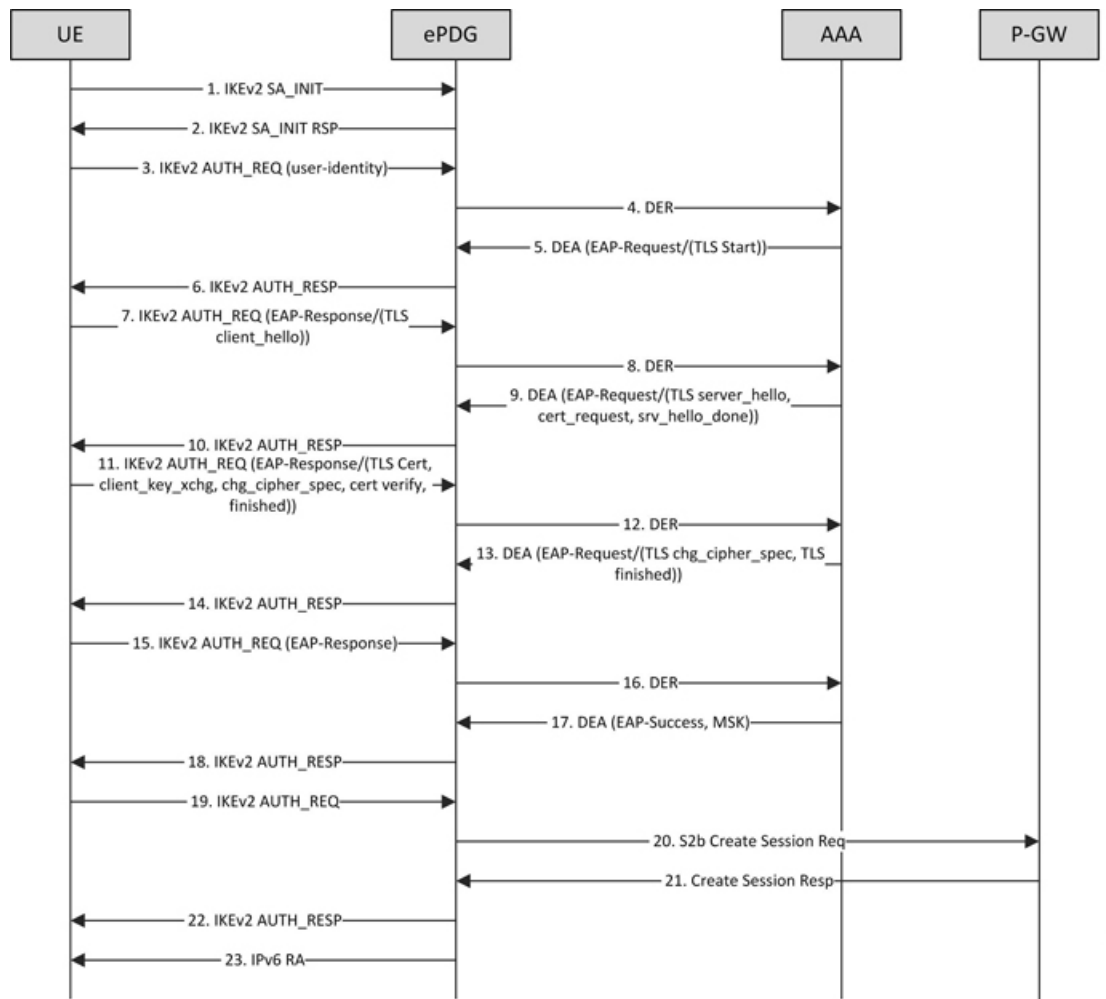 UE
ePDG
AAA
P-GW
1. IKEv2 SA_INIT
2. IKEv2 SA_INIT RSP
3. IKEv2 AUTH_REQ (user-identity)
4. DER
5. DEA (EAP-Request/(TLS Start))
6. IKEv2 AUTH_RESP
7. IKEv2 AUTH_REQ (EAP-Response/(TLS
client_hello))
8. DER
9. DEA (EAP-Request/(TLS server_hello,
cert_request, srv_hello_done))
10. IKEv2 AUTH_RESP
11. IKEv2 AUTH_REQ (EAP-Response/(TLS Cert,
client_key_xchg, chg_cipher_spec, cert verify,
finished))
12. DER
13. DEA (EAP-Request/(TLS chg_cipher_spec, TLS
finished))
14. IKEv2 AUTH_RESP
15. IKEv2 AUTH_REQ (EAP-Response)
16. DER
17. DEA (EAP-Success, MSK)
18. IKEv2 AUTH_RESP
19. IKEv2 AUTH_REQ
20. S2b Create Session Req
21. Create Session Resp
22. IKEv2 AUTH_RESP
23. IPv6 RA